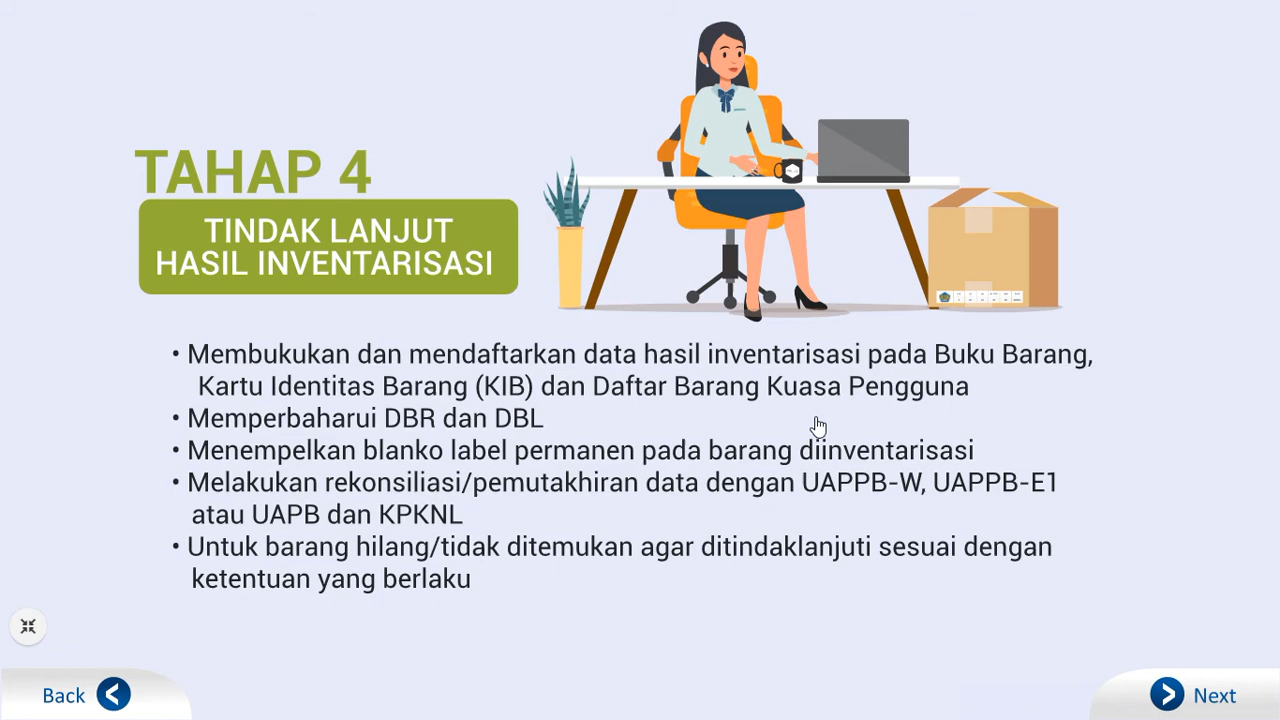 TAHAP 4
TINDAK LANJUT
HASIL INVENTARISASI
• Membukukan dan mendaftarkan data hasil inventarisasi pada Buku Barang,
Kartu Identitas Barang (KIB) dan Daftar Barang Kuasa Pengguna
• Memperbaharui DBR dan DBL
• Menempelkan blanko label permanen pada barang diinventarisasi
• Melakukan rekonsiliasi/pemutakhiran data dengan UAPPB-W, UAPPB-E1
atau UAPB dan KPKNL
• Untuk barang hilang/tidak ditemukan agar ditindaklanjuti sesuai dengan
ketentuan yang berlaku
Back
Next